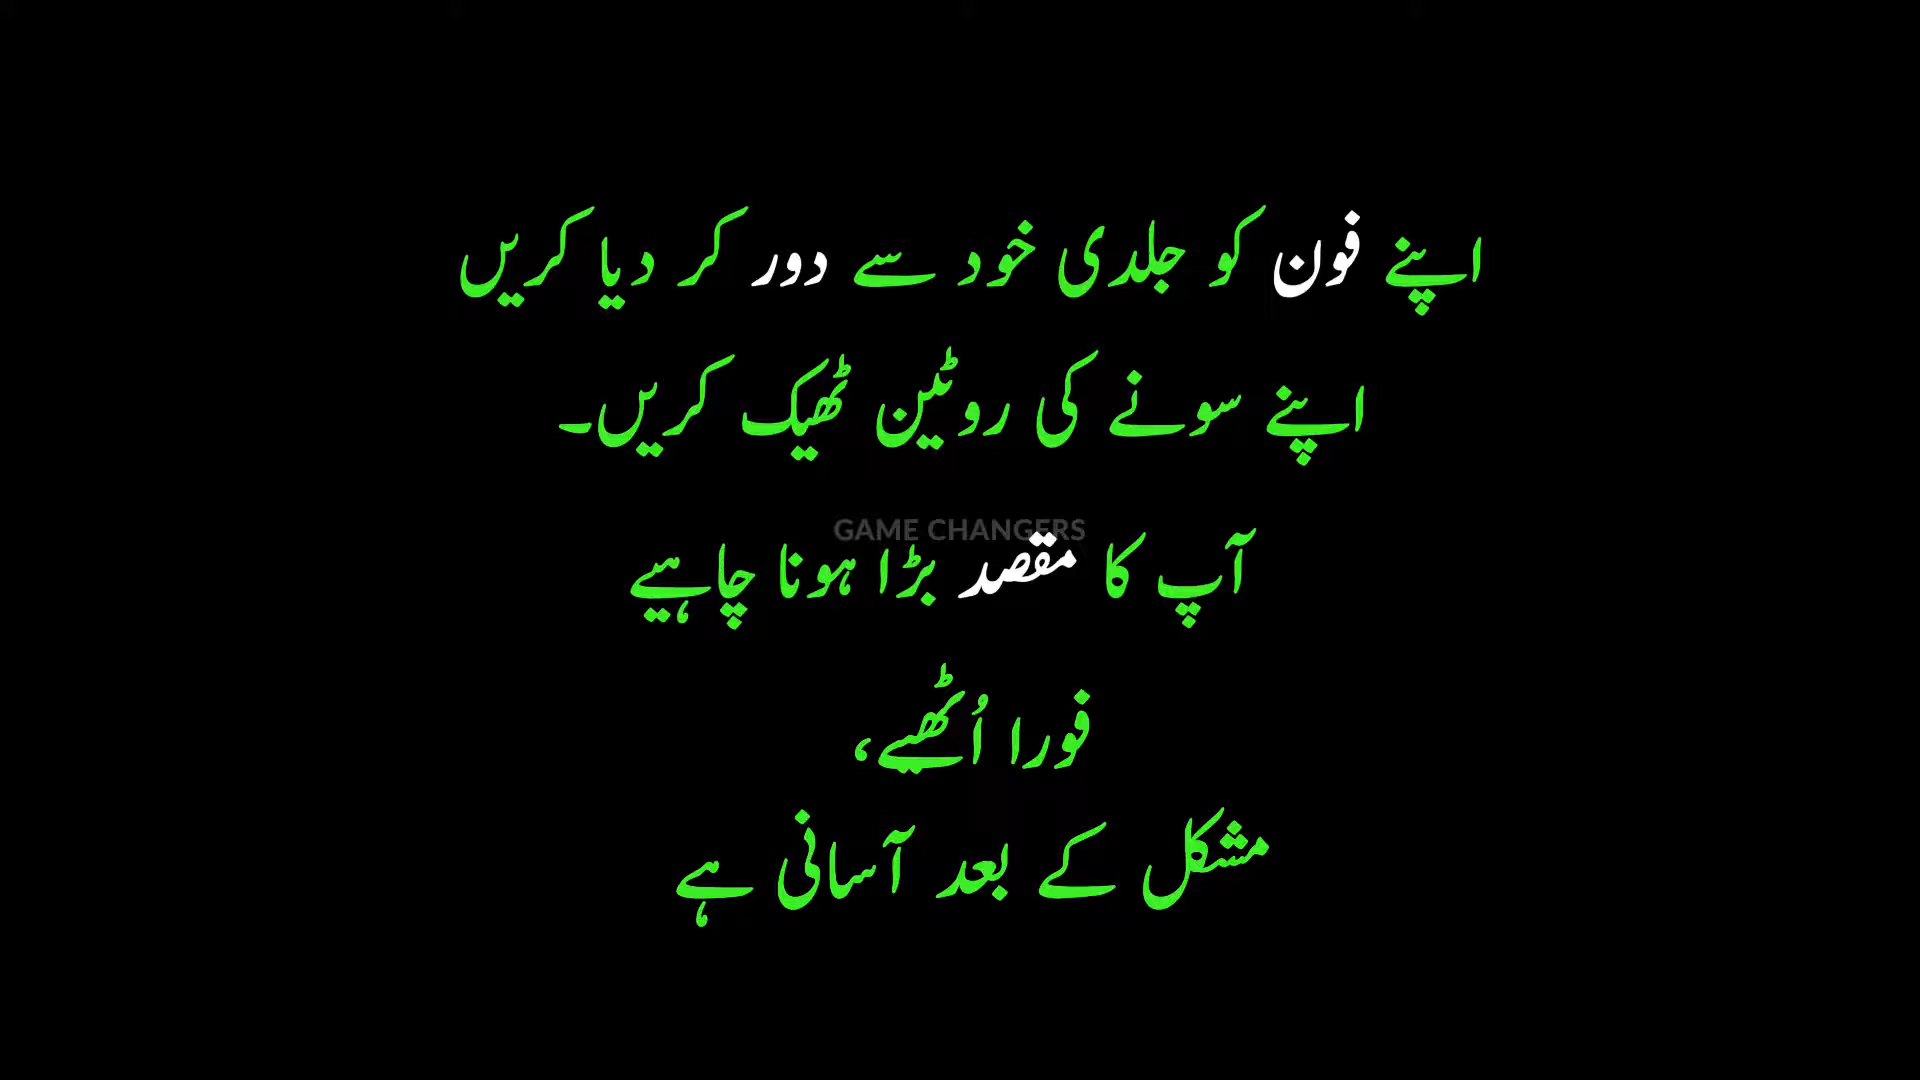 اپنے فون کو جلدی خود سے دور کر دیا کریں
اپنے سونے کی روٹین ٹھیک کریں۔
GAME CHANGERS
آپ کا مقصد بڑا ہونا چاہیے
فورا اُٹھیے،
مشکل کے بعد آسانی ہے